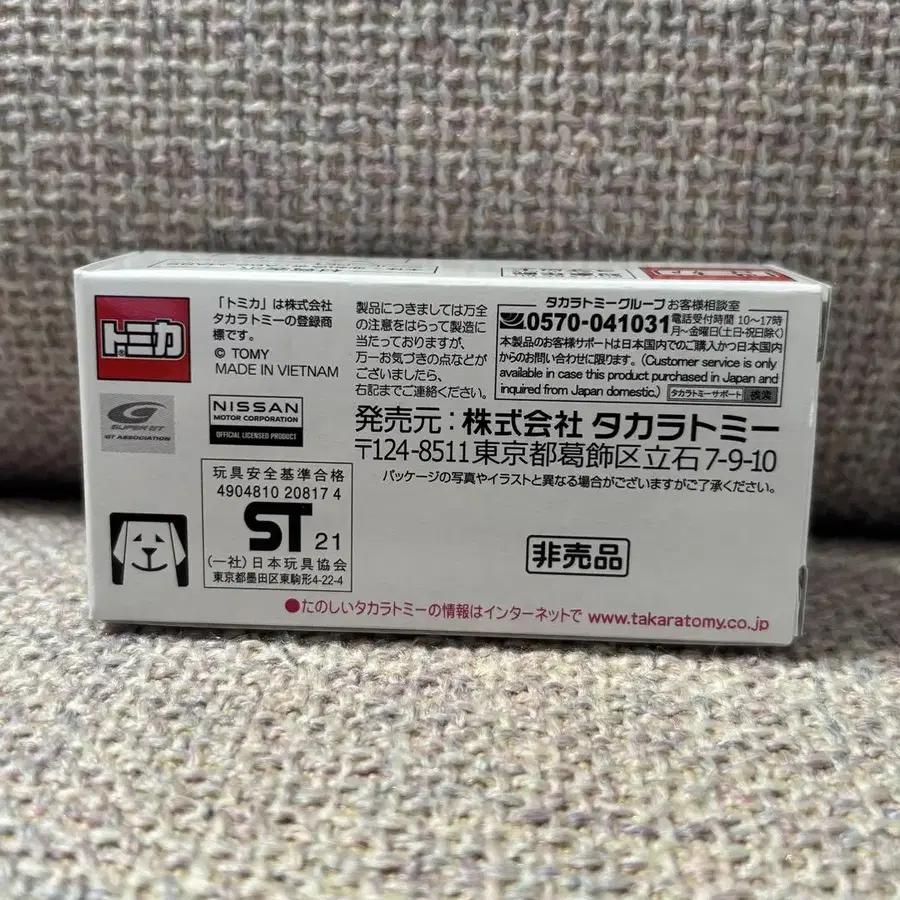 トミカ
「トミカ」は株式会社
タカラトミーの登録商
標です。
© TOMY
MADE IN VIETNAM
SUPER GT
GT ASSOCIATION
NISSAN
MOTOR CORPORATION
OFFICIAL LICENSED PRODUCT
玩具安全基準合格
4904810 20817 4
ST 21
(一社)日本玩具協会
東京都墨田区東駒形4-22-4
製品につきましては万全
の注意をはらって製造に
当たっておりますが、
万一お気づきの点などが
ございましたら、
右記までご連絡ください。
タカラトミーグループお客様相談室
0570-041031 電話受付時間 10〜17時
月〜金曜日(土日・祝日除く)
本製品のお客様サポートは日本国内でのご購入かつ日本国内
からのお問い合わせに限ります。(Customer service is only
available in case this product purchased in Japan and
inquired from Japan domestic.) タカラトミーサポート 検索
発売元：株式会社 タカラトミー
〒124-8511東京都葛飾区立石7-9-10
パッケージの写真やイラストと異なる場合がございますがご了承ください。
非売品
●たのしいタカラトミーの情報はインターネットで www.takaratomy.co.jp